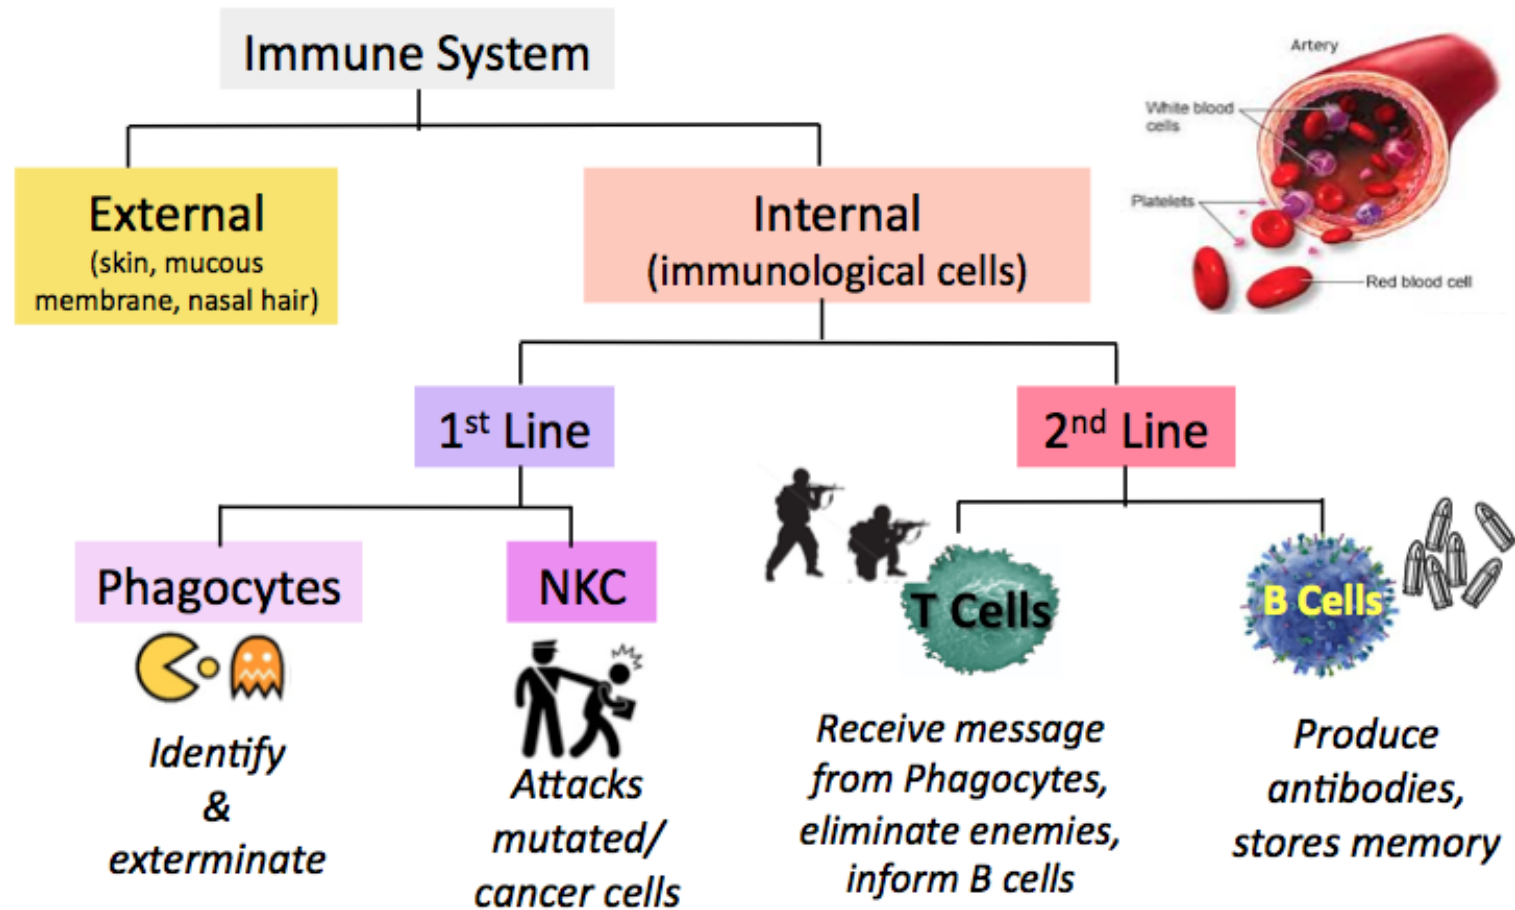 Immune System
Artery
White blood
cells
Platelets
Red blood cell
External
(skin, mucous
membrane, nasal hair)
Internal
(immunological cells)
1st Line
2nd Line
Phagocytes
NKC
T Cells
B Cells
Identify
&
exterminate
Attacks
mutated/
cancer cells
Receive message
from Phagocytes,
eliminate enemies,
inform B cells
Produce
antibodies,
stores memory